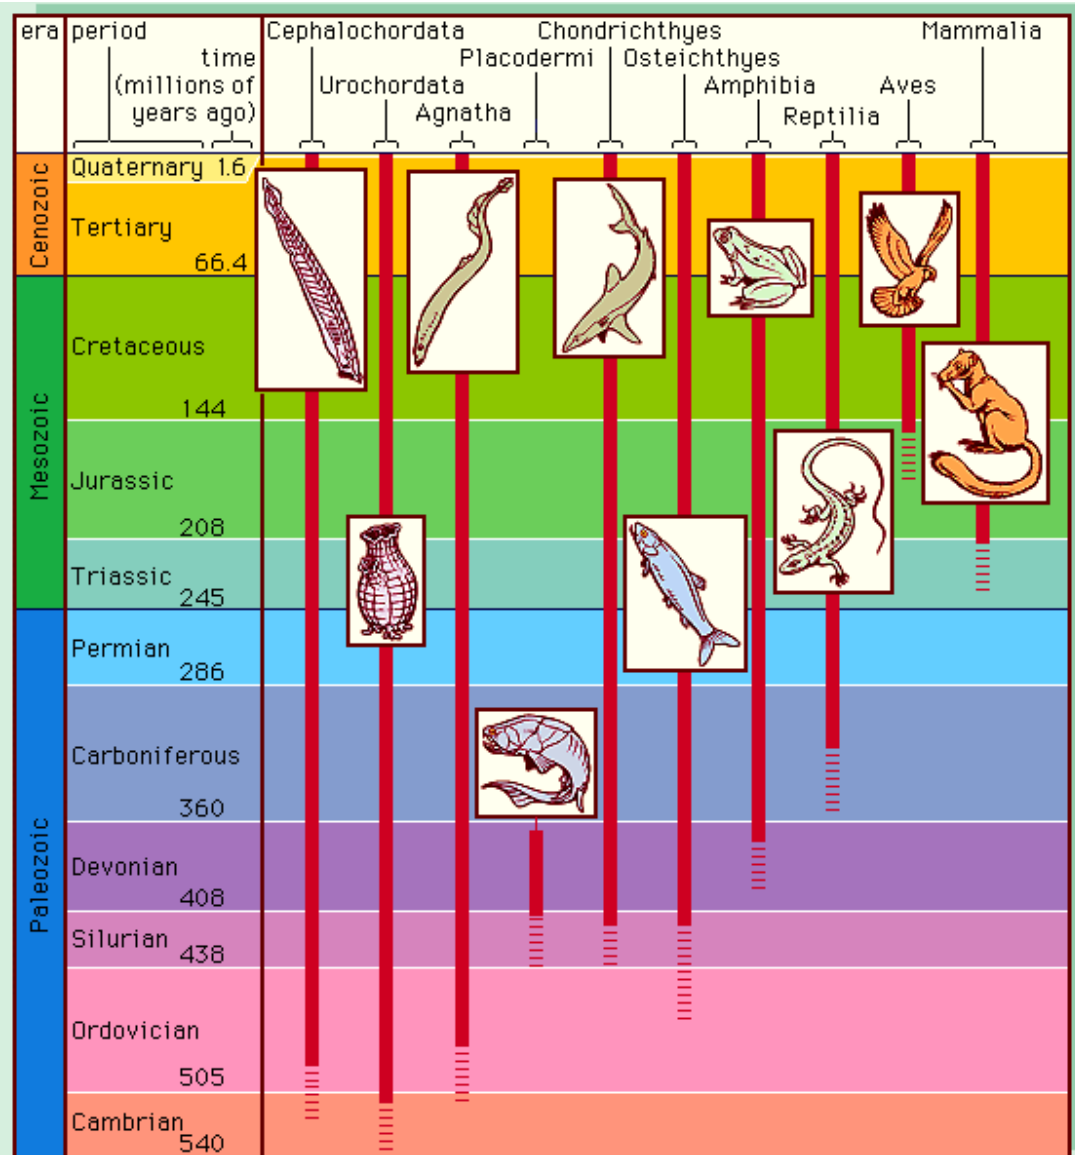 era period
time
(millions of
years ago)
Cephalochordata
Urochordata
Agnatha
Placodermi
Chondrichthyes
Osteichthyes
Amphibia
Reptilia
Aves
Mammalia
Cenozoic
Quaternary 1.6
Tertiary
66.4
Mesozoic
Cretaceous
144
Jurassic
208
Triassic
245
Paleozoic
Permian
286
Carboniferous
360
Devonian
408
Silurian
438
Ordovician
505
Cambrian
540